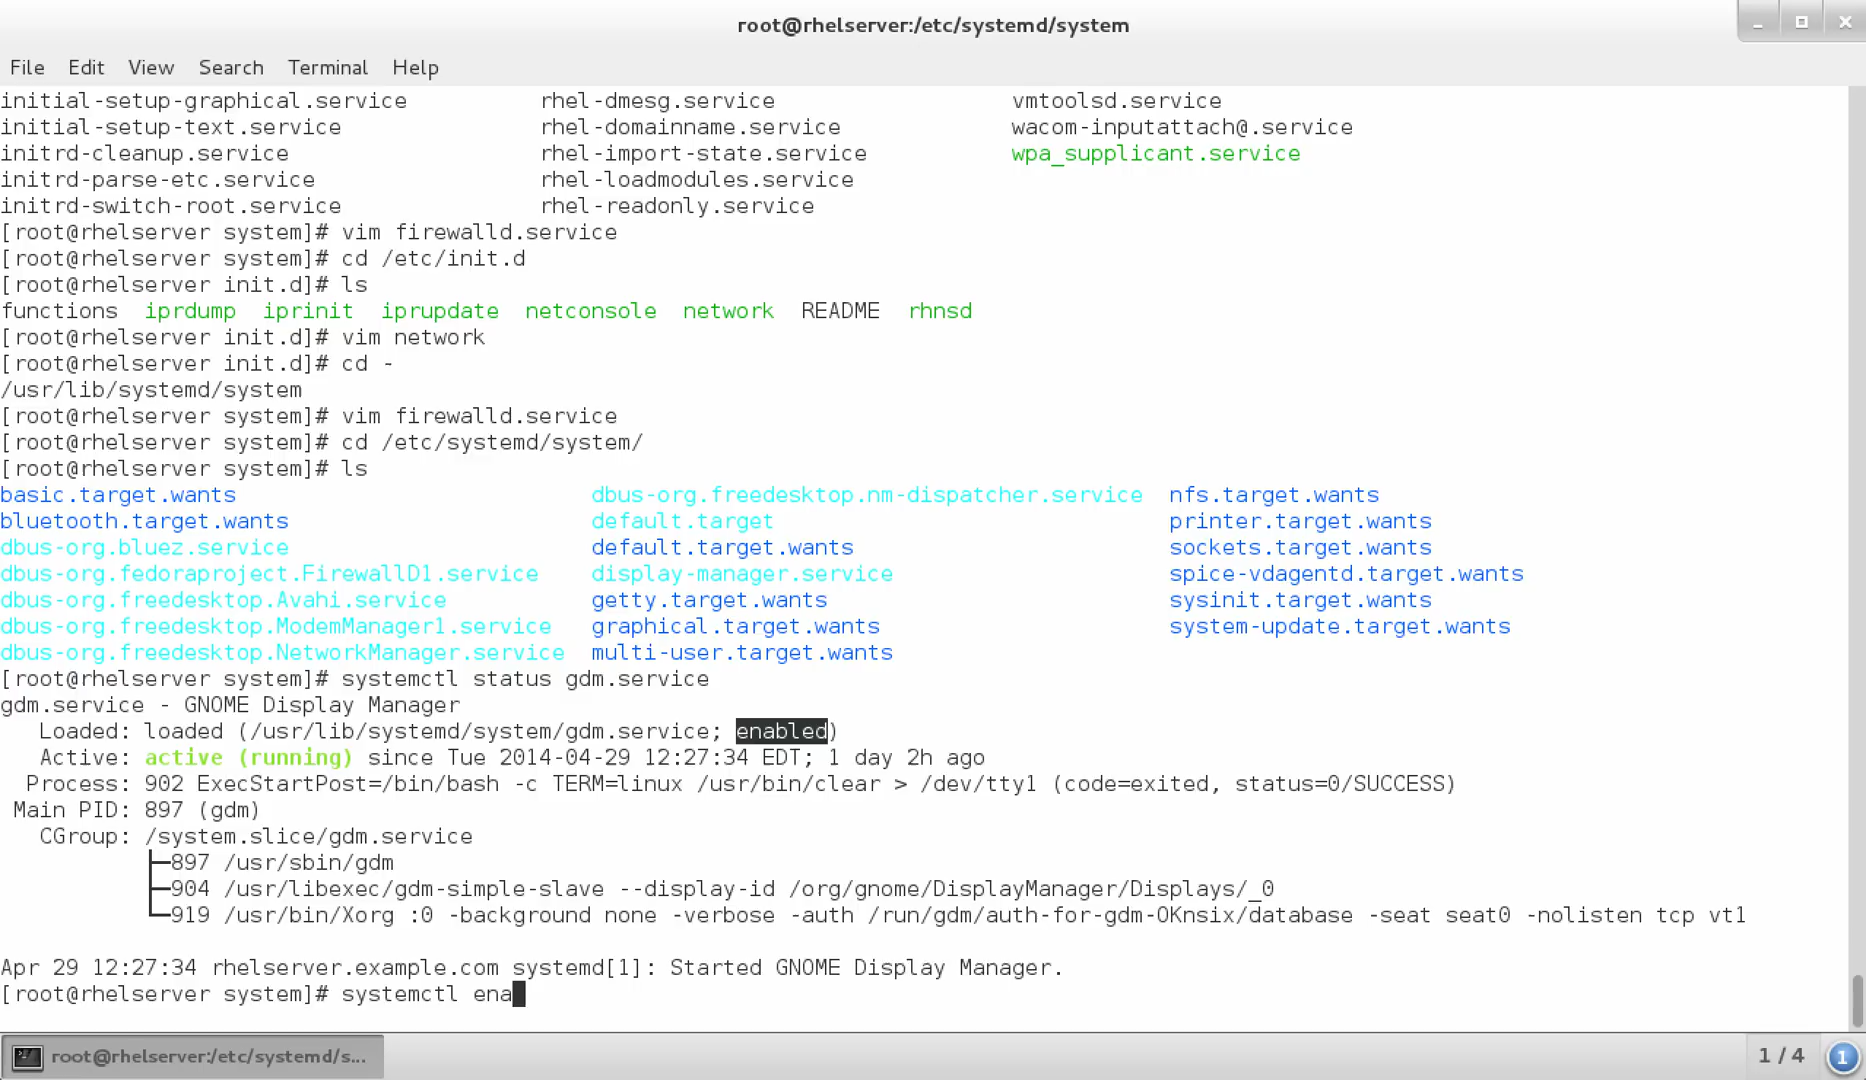 root@rhelserver:/etc/systemd/system
File Edit View Search Terminal Help
initial-setup-graphical.service rhel-dmesg.service vmtoolsd.service
initial-setup-text.service rhel-domainname.service wacom-inputattach@.service
initrd-cleanup.service rhel-import-state.service wpa_supplicant.service
initrd-parse-etc.service rhel-loadmodules.service
initrd-switch-root.service rhel-readonly.service
[root@rhelserver system]# vim firewalld.service
[root@rhelserver system]# cd /etc/init.d
[root@rhelserver init.d]# ls
functions iprdump iprinit iprupdate netconsole network README rhnsd
[root@rhelserver init.d]# vim network
[root@rhelserver init.d]# cd -
/usr/lib/systemd/system
[root@rhelserver system]# vim firewalld.service
[root@rhelserver system]# cd /etc/systemd/system/
[root@rhelserver system]# ls
basic.target.wants dbus-org.freedesktop.nm-dispatcher.service nfs.target.wants
bluetooth.target.wants default.target printer.target.wants
dbus-org.bluez.service default.target.wants sockets.target.wants
dbus-org.fedoraproject.FirewallD1.service display-manager.service spice-vdagentd.target.wants
dbus-org.freedesktop.Avahi.service getty.target.wants sysinit.target.wants
dbus-org.freedesktop.ModemManager1.service graphical.target.wants system-update.target.wants
dbus-org.freedesktop.NetworkManager.service multi-user.target.wants
[root@rhelserver system]# systemctl status gdm.service
gdm.service - GNOME Display Manager
Loaded: loaded (/usr/lib/systemd/system/gdm.service; enabled)
Active: active (running) since Tue 2014-04-29 12:27:34 EDT; 1 day 2h ago
Process: 902 ExecStartPost=/bin/bash -c TERM=linux /usr/bin/clear > /dev/tty1 (code=exited, status=0/SUCCESS)
Main PID: 897 (gdm)
CGroup: /system.slice/gdm.service
├─897 /usr/sbin/gdm
├─904 /usr/libexec/gdm-simple-slave --display-id /org/gnome/DisplayManager/Displays/_0
└─919 /usr/bin/Xorg :0 -background none -verbose -auth /run/gdm/auth-for-gdm-OKnsix/database -seat seat0 -nolisten tcp vt1
Apr 29 12:27:34 rhelserver.example.com systemd[1]: Started GNOME Display Manager.
[root@rhelserver system]# systemctl ena
root@rhelserver:/etc/systemd/s... 1 / 4 1